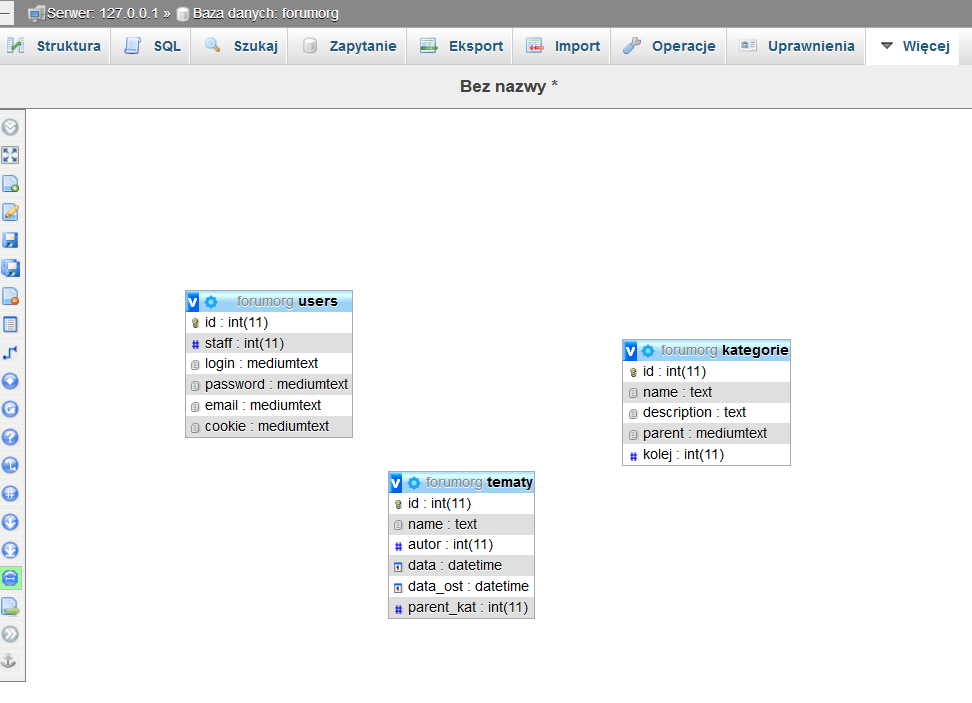 Serwer: 127.0.0.1 » Baza danych: forumorg
Struktura SQL Szukaj Zapytanie Eksport Import Operacje Uprawnienia Więcej
Bez nazwy *
v forumorg users
id : int(11)
# staff : int(11)
login : mediumtext
password : mediumtext
email : mediumtext
cookie : mediumtext
v forumorg kategorie
id : int(11)
name : text
description : text
parent : mediumtext
# kolej : int(11)
v forumorg tematy
id : int(11)
name : text
# autor : int(11)
data : datetime
data_ost : datetime
# parent_kat : int(11)